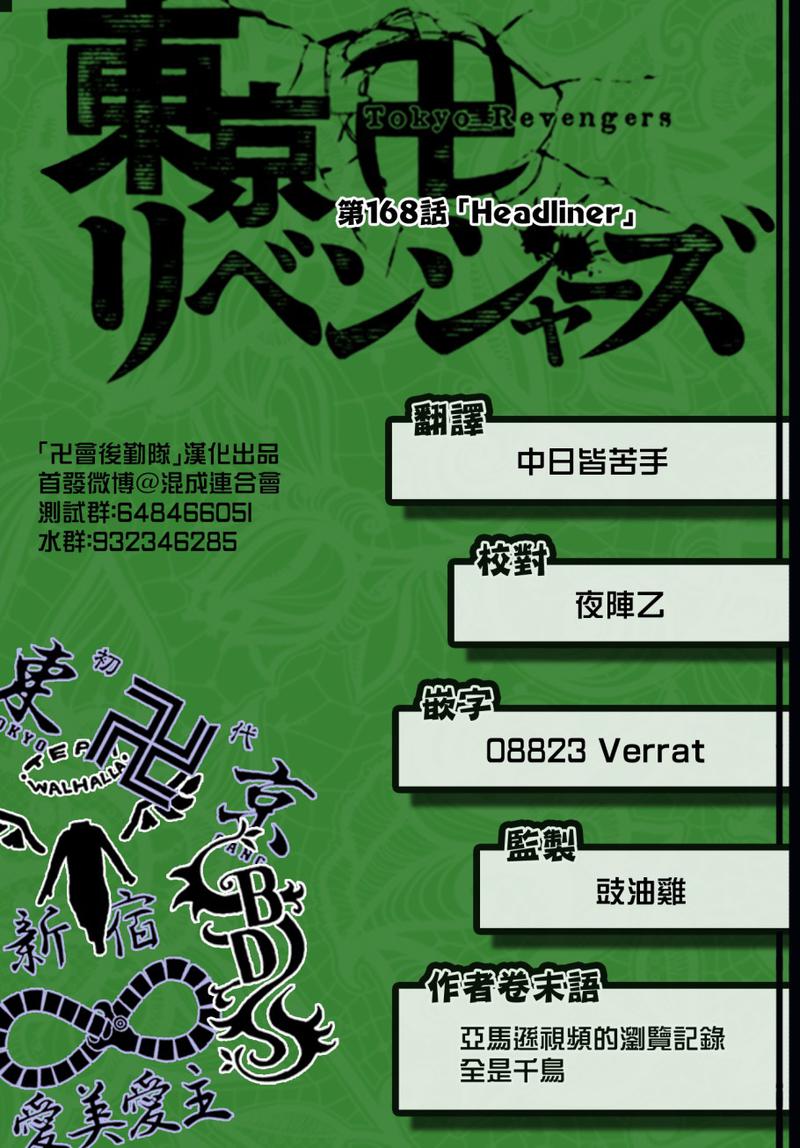 東京卍
Tokyo Revengers
リベンジャーズ
第168話「Headliner」
「卍會後勤隊」漢化出品
首發微博@混成連合會
測試群:648466051
水群:932346285
翻譯
中日皆苦手
校對
夜陣乙
嵌字
08823 Verrat
監製
豉油雞
作者卷末語
亞馬遜視頻的瀏覽記錄
全是千鳥
初代
東卍京
TOKYO
WALHALLA
BD
新宿
愛美愛主